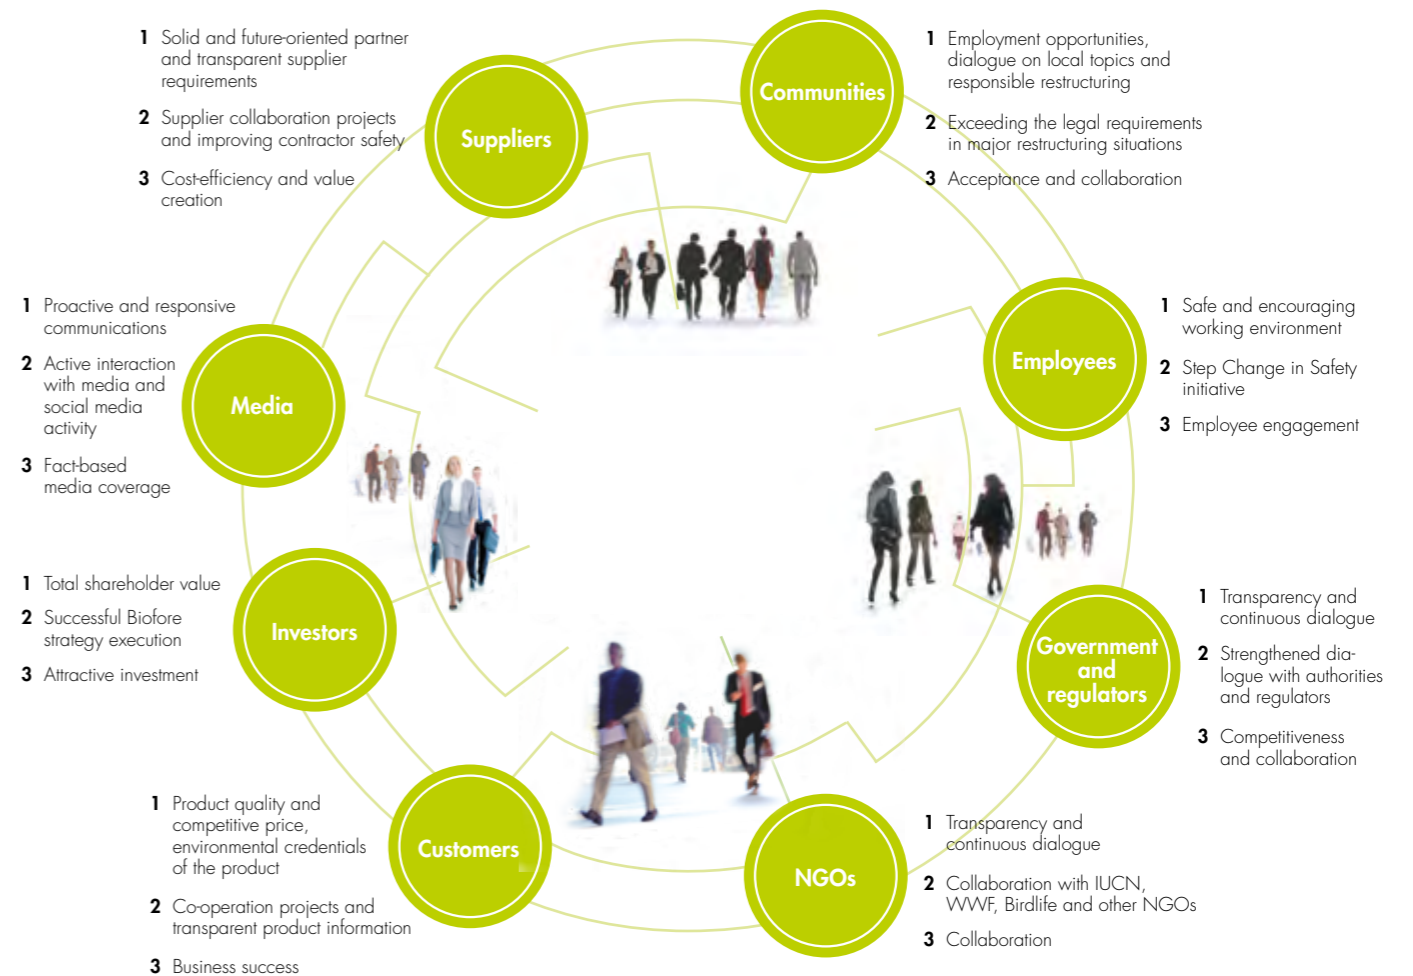 1 Solid and future-oriented partner
and transparent supplier
requirements
2 Supplier collaboration projects
and improving contractor safety
3 Cost-efficiency and value
creation
Suppliers
Communities
1 Employment opportunities,
dialogue on local topics and
responsible restructuring
2 Exceeding the legal requirements
in major restructuring situations
3 Acceptance and collaboration
1 Proactive and responsive
communications
2 Active interaction
with media and
social media
activity
3 Fact-based
media coverage
Media
Employees
1 Safe and encouraging
working environment
2 Step Change in Safety
initiative
3 Employee engagement
1 Total shareholder value
2 Successful Biofore
strategy execution
3 Attractive investment
Investors
Government
and
regulators
1 Transparency and
continuous dialogue
2 Strengthened dia-
logue with authorities
and regulators
3 Competitiveness
and collaboration
1 Product quality and
competitive price,
environmental credentials
of the product
2 Co-operation projects and
transparent product information
3 Business success
Customers
NGOs
1 Transparency and
continuous dialogue
2 Collaboration with IUCN,
WWF, Birdlife and other NGOs
3 Collaboration